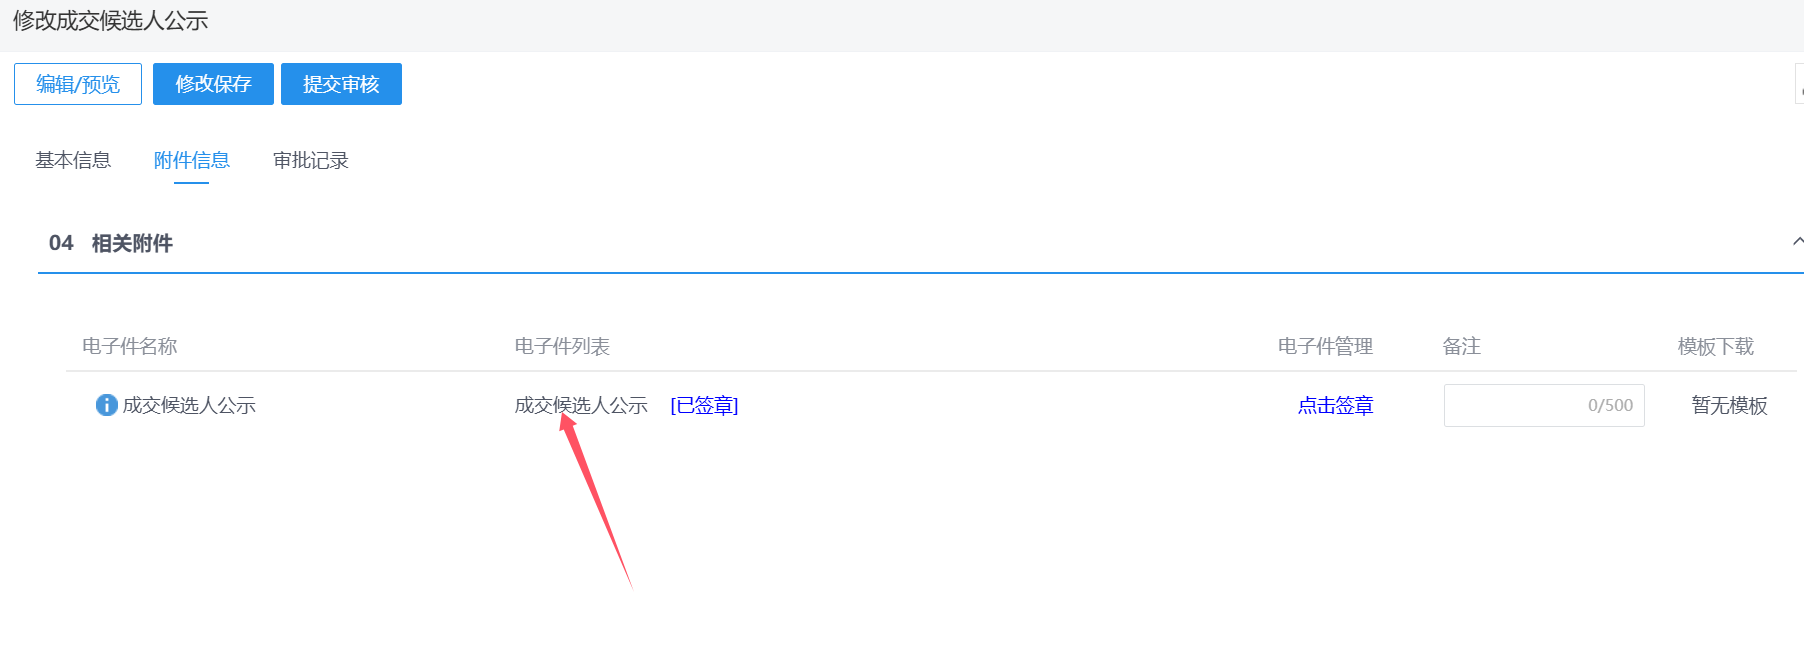 修改成交候选人公示
编辑/预览 修改保存 提交审核
基本信息 附件信息 审批记录
04 相关附件
电子件名称 电子件列表 电子件管理 备注 模板下载
成交候选人公示 成交候选人公示 [已签章] 点击签章 0/500 暂无模板